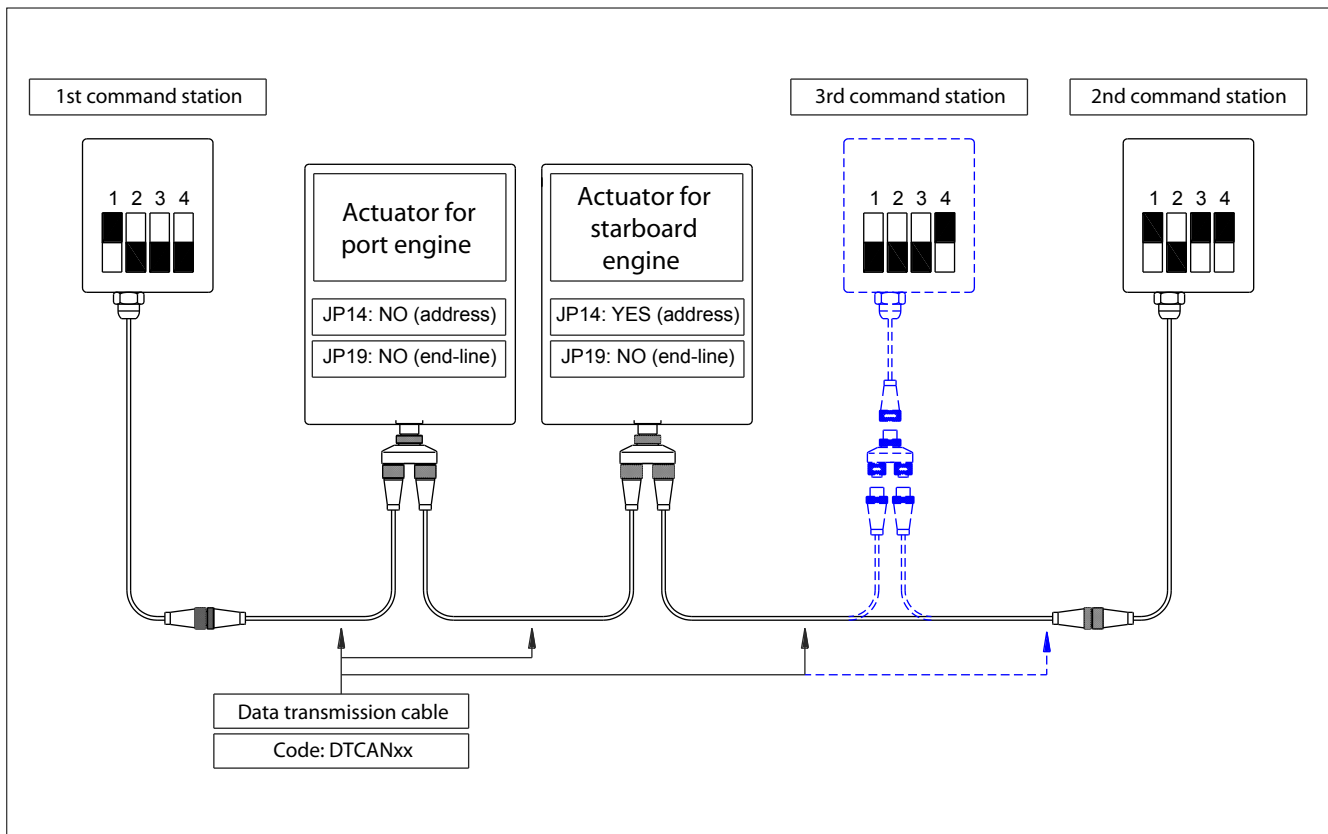 1st command station
3rd command station
2nd command station
1 2 3 4
Actuator for
port engine
JP14: NO (address)
JP19: NO (end-line)
Actuator for
starboard
engine
JP14: YES (address)
JP19: NO (end-line)
1 2 3 4
1 2 3 4
Data transmission cable
Code: DTCANxx